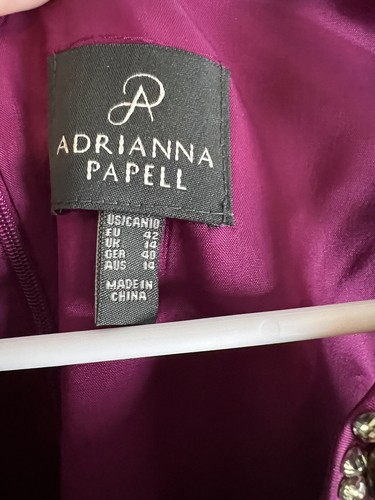 ADRIANNA
PAPELL
US/CAN10
EU 42
UK 14
GER 40
AUS 14
MADE IN
CHINA